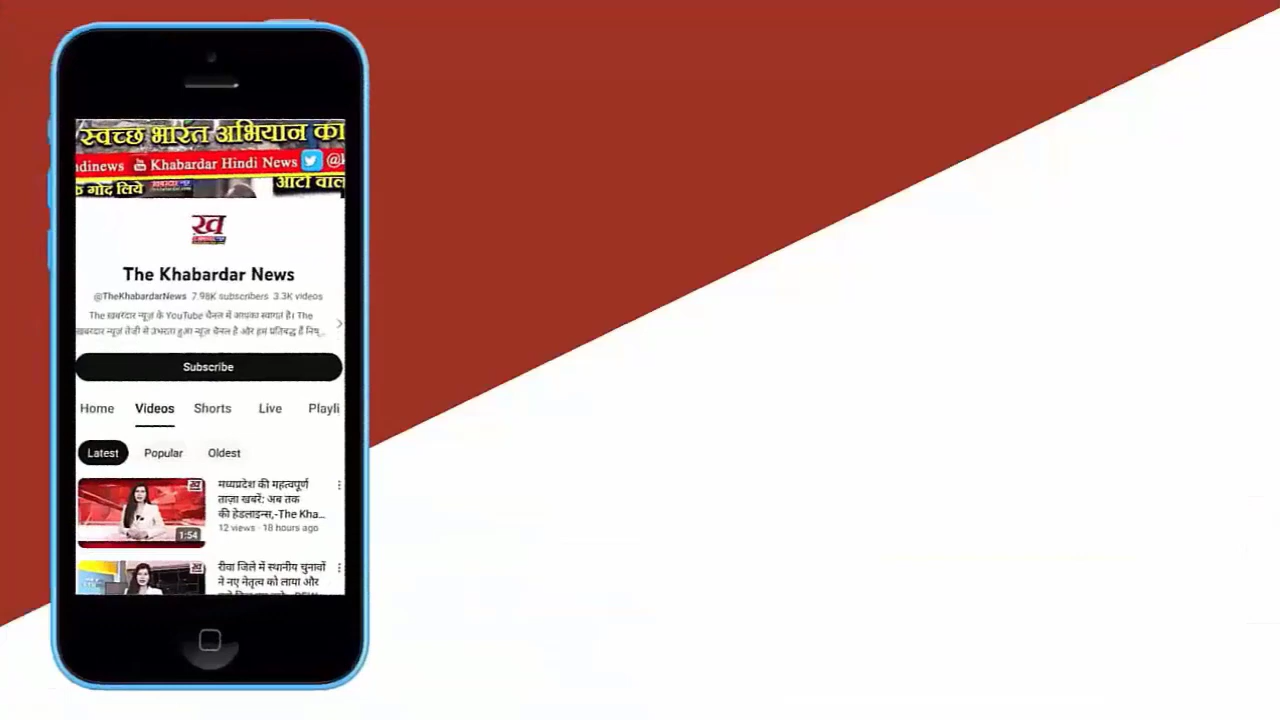 स्वच्छ भारत अभियान का
dinews Khabardar Hindi News @k
के गोद लिये
आटा वाल
ख
The Khabardar News
@TheKhabardarNews 7.98K subscribers 3.3K videos
The खबरदार न्यूज़ के YouTube चैनल में आपका स्वागत है। The
खबरदार न्यूज़ तेजी से उभरता हुआ न्यूज़ चैनल है और हम प्रतिबद्ध हैं निष्...
Subscribe
Home Videos Shorts Live Playli
Latest Popular Oldest
मध्यप्रदेश की महत्वपूर्ण
ताज़ा खबरें: अब तक
की हेडलाइन्स,-The Kha...
12 views · 18 hours ago
1:54
रीवा जिले में स्थानीय चुनावों
ने नए नेतृत्व को लाया और